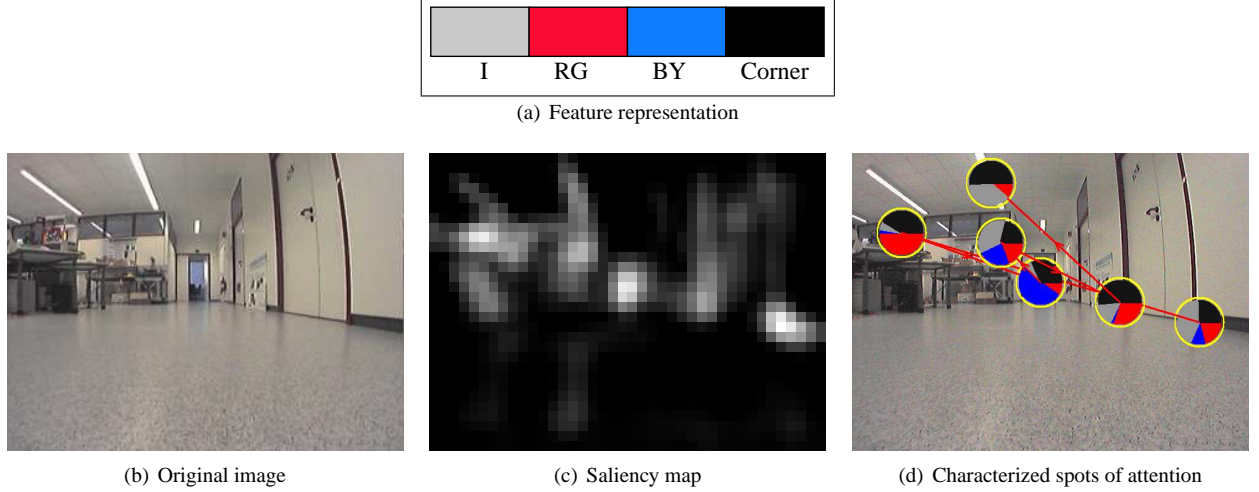 I RG BY Corner
(a) Feature representation
(b) Original image
(c) Saliency map
(d) Characterized spots of attention